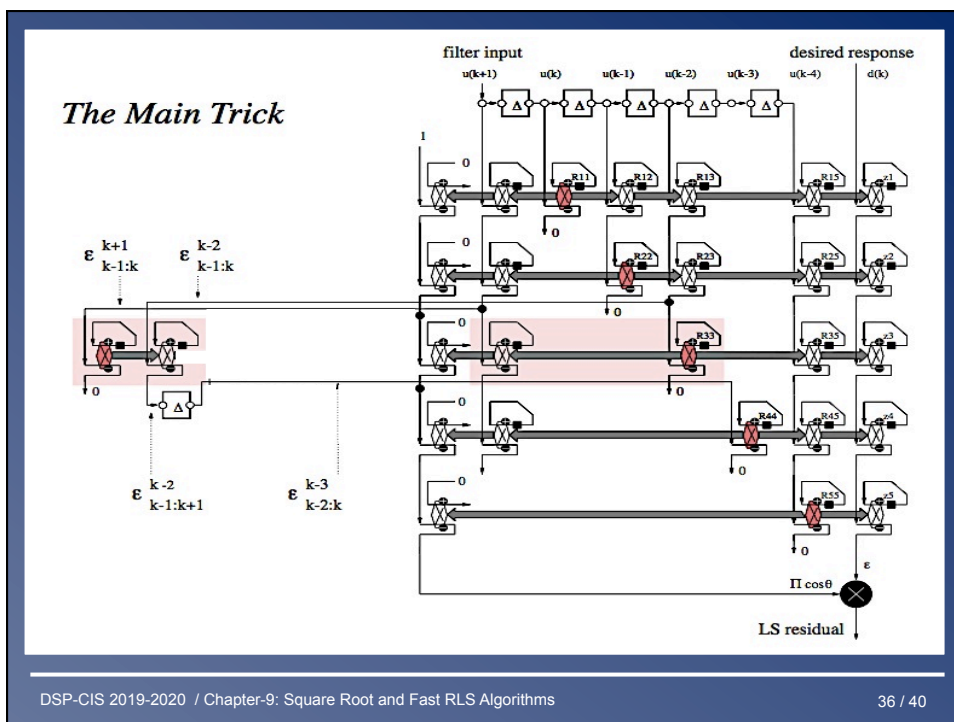 filter input
desired response
u(k+1) u(k) u(k-1) u(k-2) u(k-3) u(k-4) d(k)
The Main Trick
Δ Δ Δ Δ Δ
1
0 R11 R12 R13 R15 z1
0
0 R22 R23 R25 z2
ε k+1 k-1:k
ε k-2 k-1:k
0
0 R33 R35 z3
0
0
Δ
0 R44 R45 z4
ε k-2 k-1:k+1
ε k-3 k-2:k
0
0 R55 z5
0
ε
Π cosθ
LS residual
DSP-CIS 2019-2020 / Chapter-9: Square Root and Fast RLS Algorithms
36 / 40